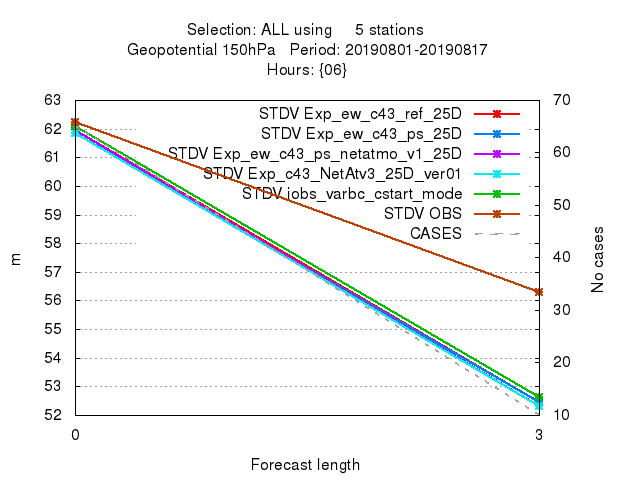 Selection: ALL using 5 stations
Geopotential 150hPa Period: 20190801-20190817
Hours: {06}
STDV Exp_ew_c43_ref_25D
STDV Exp_ew_c43_ps_25D
STDV Exp_ew_c43_ps_netatmo_v1_25D
STDV Exp_c43_NetAtv3_25D_ver01
STDV iobs_varbc_cstart_mode
STDV OBS
CASES
63
62
61
60
59
58
57
56
55
54
53
52
m
70
60
50
40
30
20
10
No cases
0 3
Forecast length